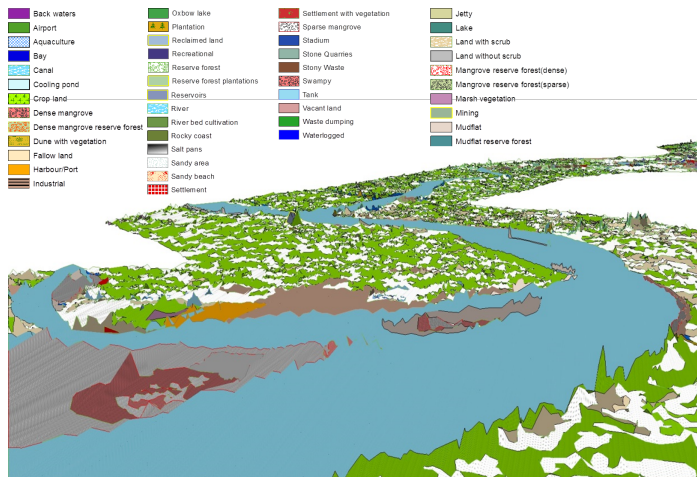 Back waters
Airport
Aquaculture
Bay
Canal
Cooling pond
Crop land
Dense mangrove
Dense mangrove reserve forest
Dune with vegetation
Fallow land
Harbour/Port
Industrial
Oxbow lake
Plantation
Reclaimed land
Recreational
Reserve forest
Reserve forest plantations
Reservoirs
River
River bed cultivation
Rocky coast
Salt pans
Sandy area
Sandy beach
Settlement
Settlement with vegetation
Sparse mangrove
Stadium
Stone Quarries
Stony Waste
Swampy
Tank
Vacant land
Waste dumping
Waterlogged
Jetty
Lake
Land with scrub
Land without scrub
Mangrove reserve forest(dense)
Mangrove reserve forest(sparse)
Marsh vegetation
Mining
Mudflat
Mudflat reserve forest